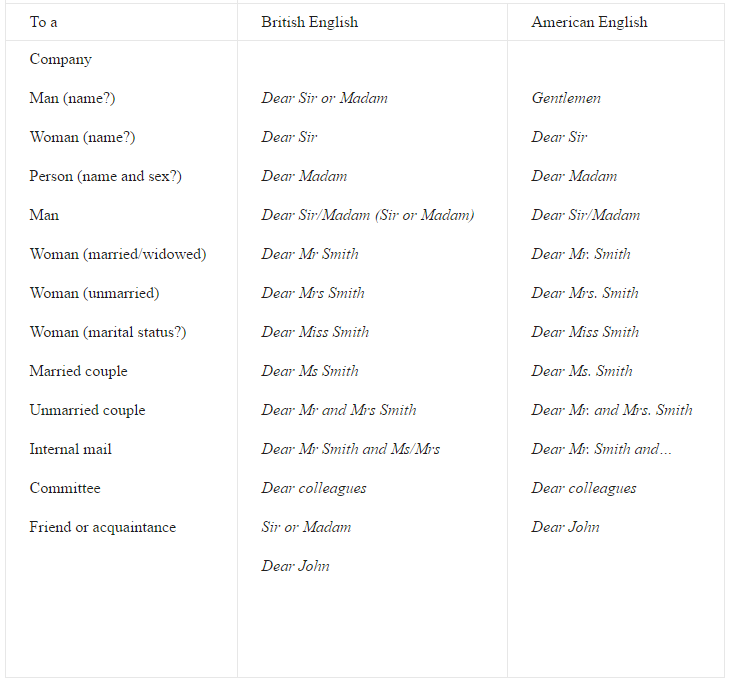 To a British English American English
Company
Man (name?) Dear Sir or Madam Gentlemen
Woman (name?) Dear Sir Dear Sir
Person (name and sex?) Dear Madam Dear Madam
Man Dear Sir/Madam (Sir or Madam) Dear Sir/Madam
Woman (married/widowed) Dear Mr Smith Dear Mr. Smith
Woman (unmarried) Dear Mrs Smith Dear Mrs. Smith
Woman (marital status?) Dear Miss Smith Dear Miss Smith
Married couple Dear Ms Smith Dear Ms. Smith
Unmarried couple Dear Mr and Mrs Smith Dear Mr. and Mrs. Smith
Internal mail Dear Mr Smith and Ms/Mrs Dear Mr. Smith and…
Committee Dear colleagues Dear colleagues
Friend or acquaintance Sir or Madam Dear John
Dear John